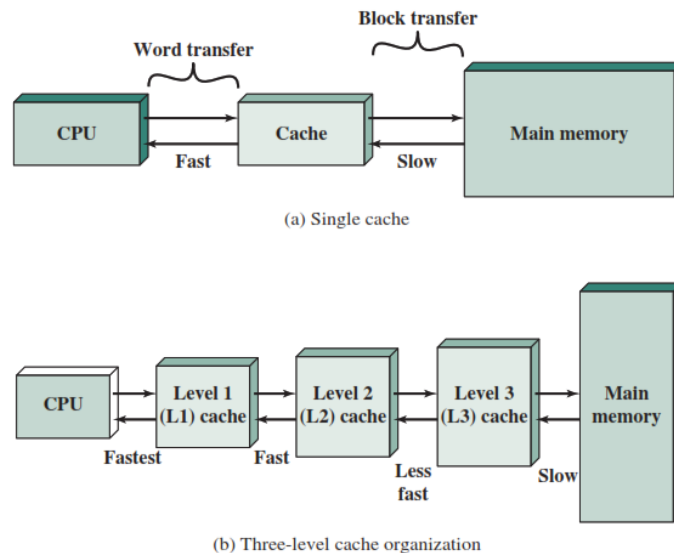 Block transfer
Word transfer
CPU
Cache
Main memory
Fast
Slow
(a) Single cache
CPU
Level 1
(L1) cache
Level 2
(L2) cache
Level 3
(L3) cache
Main
memory
Fastest
Fast
Less
fast
Slow
(b) Three-level cache organization